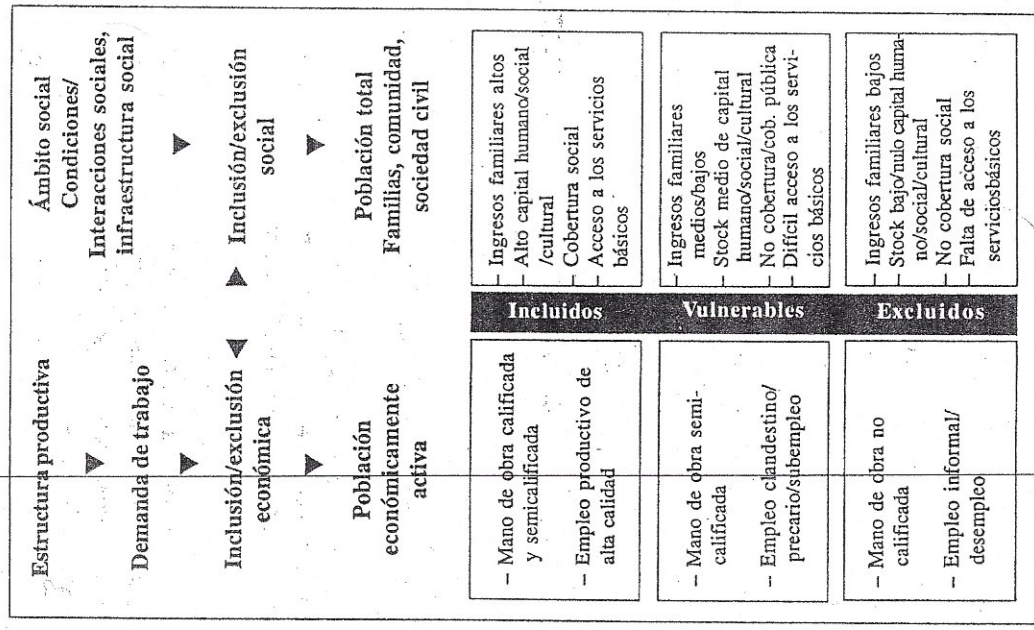 Estructura productiva
Demanda de trabajo
Inclusión/exclusión
económica
Población
económicamente
activa
Ámbito social
Condiciones/
Interacciones sociales,
infraestructura social
Inclusión/exclusión
social
Población total
Familias, comunidad,
sociedad civil
– Mano de obra calificada
y semicalificada
– Empleo productivo de
alta calidad
Incluidos
– Ingresos familiares altos
– Alto capital humano/social
/cultural
– Cobertura social
– Acceso a los servicios
básicos
– Mano de obra semi-
calificada
– Empleo clandestino/
precario/subempleo
Vulnerables
– Ingresos familiares
medios/bajos
– Stock medio de capital
humano/social/cultural
– No cobertura/cob. pública
– Difícil acceso a los servi-
cios básicos
– Mano de obra no
calificada
– Empleo informal/
desempleo
Excluidos
– Ingresos familiares bajos
– Stock bajo/nulo capital huma-
no/social/cultural
– No cobertura social
– Falta de acceso a los
serviciosbásicos